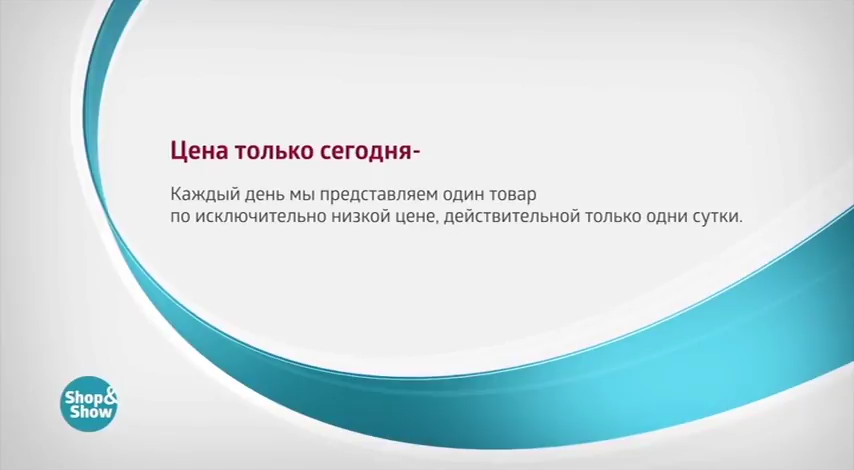 Цена только сегодня-
Каждый день мы представляем один товар
по исключительно низкой цене, действительной только одни сутки.
Shop&
Show